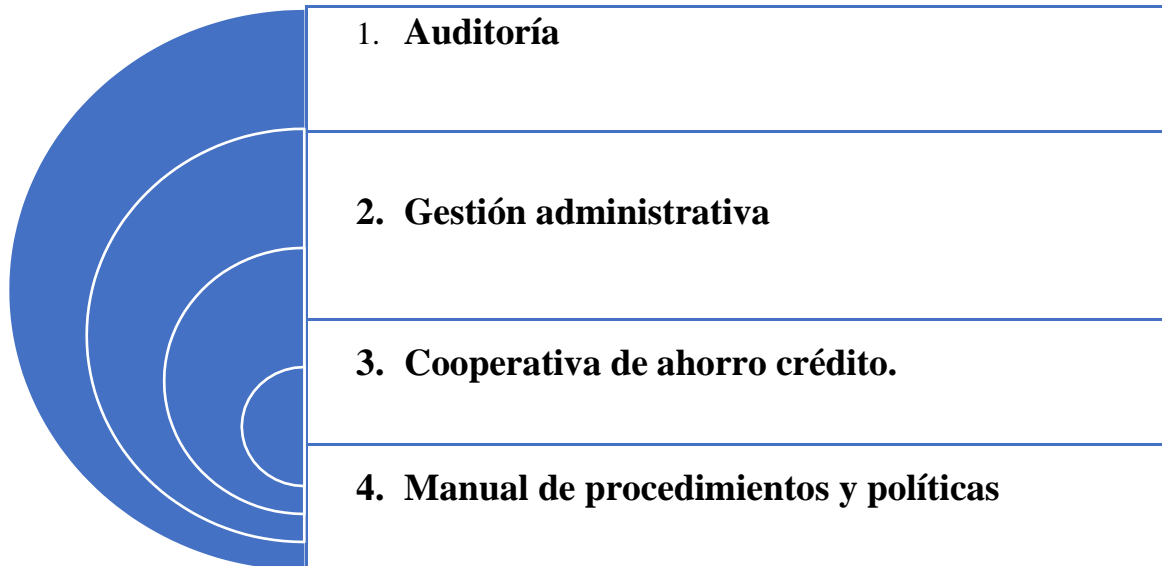 1. Auditoría
2. Gestión administrativa
3. Cooperativa de ahorro crédito.
4. Manual de procedimientos y políticas